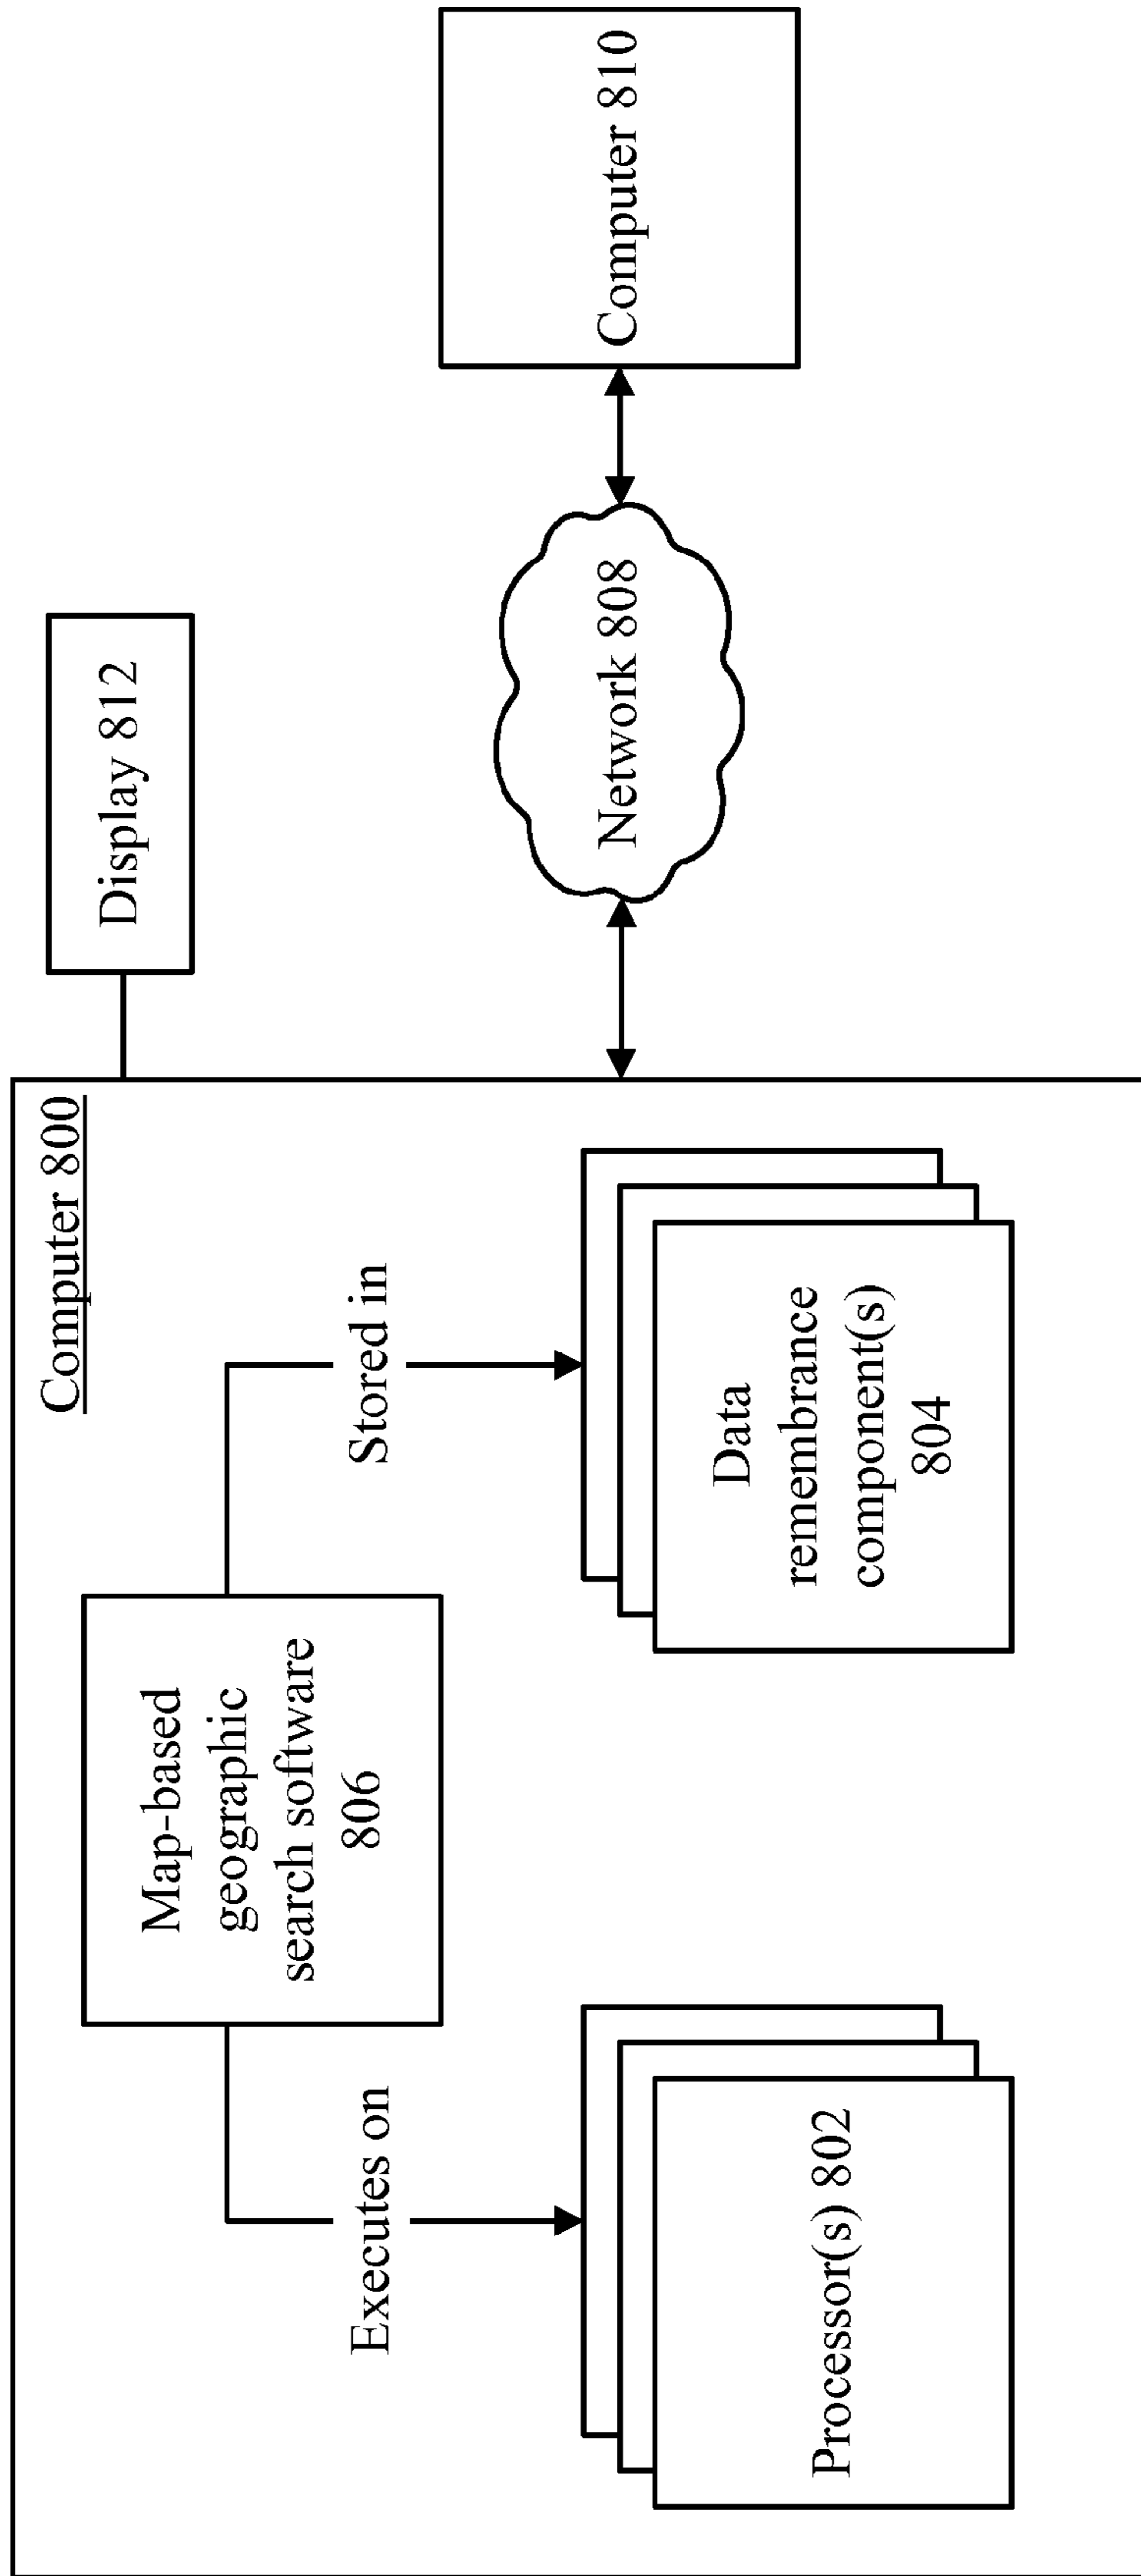 Computer 800
Map-based
geographic
search software
806
Executes on
Stored in
Processor(s) 802
Data
remembrance
component(s)
804
Display 812
Network 808
Computer 810